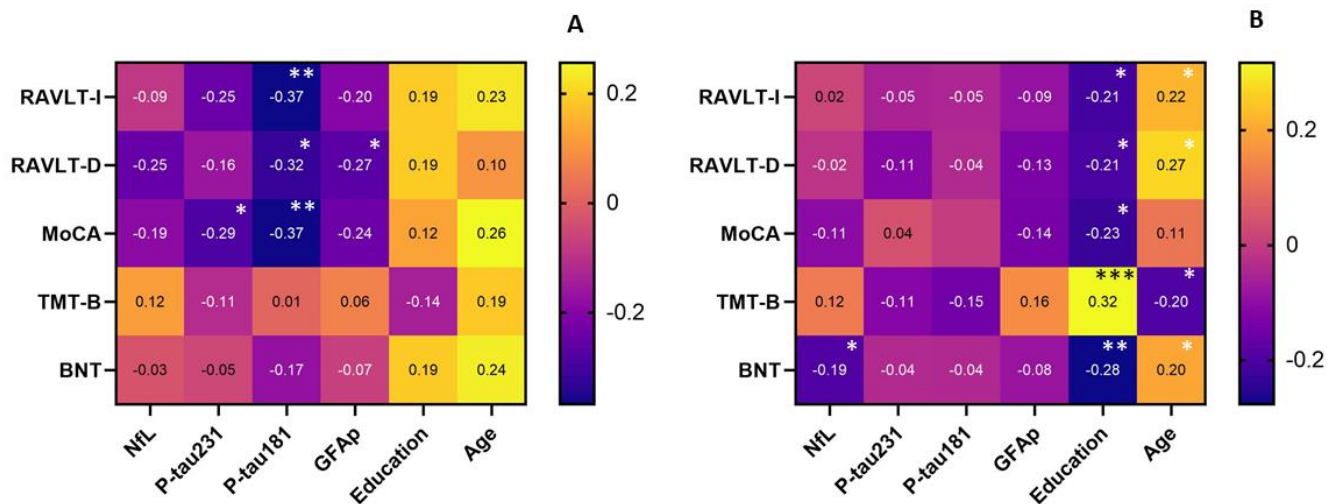 A
B
RAVLT-I -0.09 -0.25 ** -0.37 -0.20 0.19 0.23
RAVLT-D -0.25 -0.16 * -0.32 * -0.27 0.19 0.10
MoCA -0.19 * -0.29 ** -0.37 -0.24 0.12 0.26
TMT-B 0.12 -0.11 0.01 0.06 -0.14 0.19
BNT -0.03 -0.05 -0.17 -0.07 0.19 0.24
NfL P-tau231 P-tau181 GFAp Education Age
0.2
0
-0.2
RAVLT-I 0.02 -0.05 -0.05 -0.09 * -0.21 * 0.22
RAVLT-D -0.02 -0.11 -0.04 -0.13 * -0.21 * 0.27
MoCA -0.11 0.04 -0.14 * -0.23 0.11
TMT-B 0.12 -0.11 -0.15 0.16 *** 0.32 * -0.20
BNT * -0.19 -0.04 -0.04 -0.08 ** -0.28 * 0.20
NfL P-tau231 P-tau181 GFAp Education Age
0.2
0
-0.2